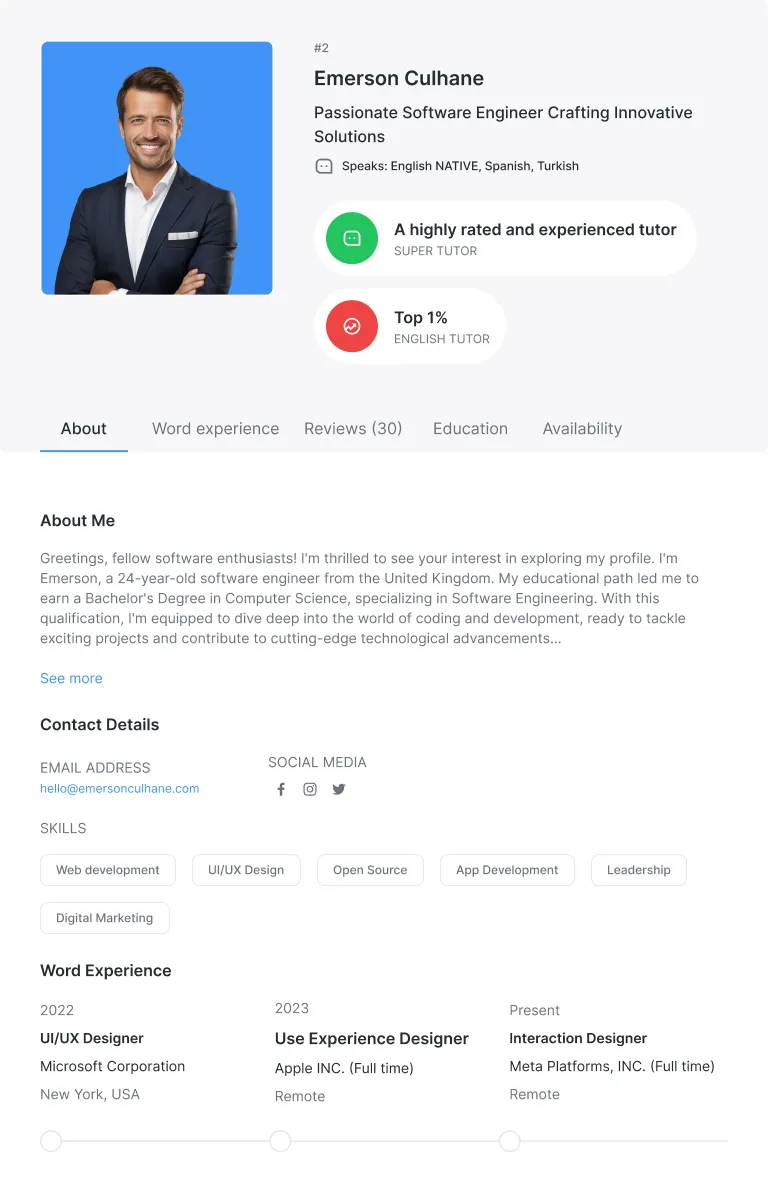 #2
Emerson Culhane
Passionate Software Engineer Crafting Innovative
Solutions
Speaks: English NATIVE, Spanish, Turkish
A highly rated and experienced tutor
SUPER TUTOR
Top 1%
ENGLISH TUTOR
About Word experience Reviews (30) Education Availability
About Me
Greetings, fellow software enthusiasts! I'm thrilled to see your interest in exploring my profile. I'm
Emerson, a 24-year-old software engineer from the United Kingdom. My educational path led me to
earn a Bachelor's Degree in Computer Science, specializing in Software Engineering. With this
qualification, I'm equipped to dive deep into the world of coding and development, ready to tackle
exciting projects and contribute to cutting-edge technological advancements...
See more
Contact Details
EMAIL ADDRESS
hello@emersonculhane.com
SOCIAL MEDIA
SKILLS
Web development UI/UX Design Open Source App Development Leadership
Digital Marketing
Word Experience
2022
UI/UX Designer
Microsoft Corporation
New York, USA
2023
Use Experience Designer
Apple INC. (Full time)
Remote
Present
Interaction Designer
Meta Platforms, INC. (Full time)
Remote